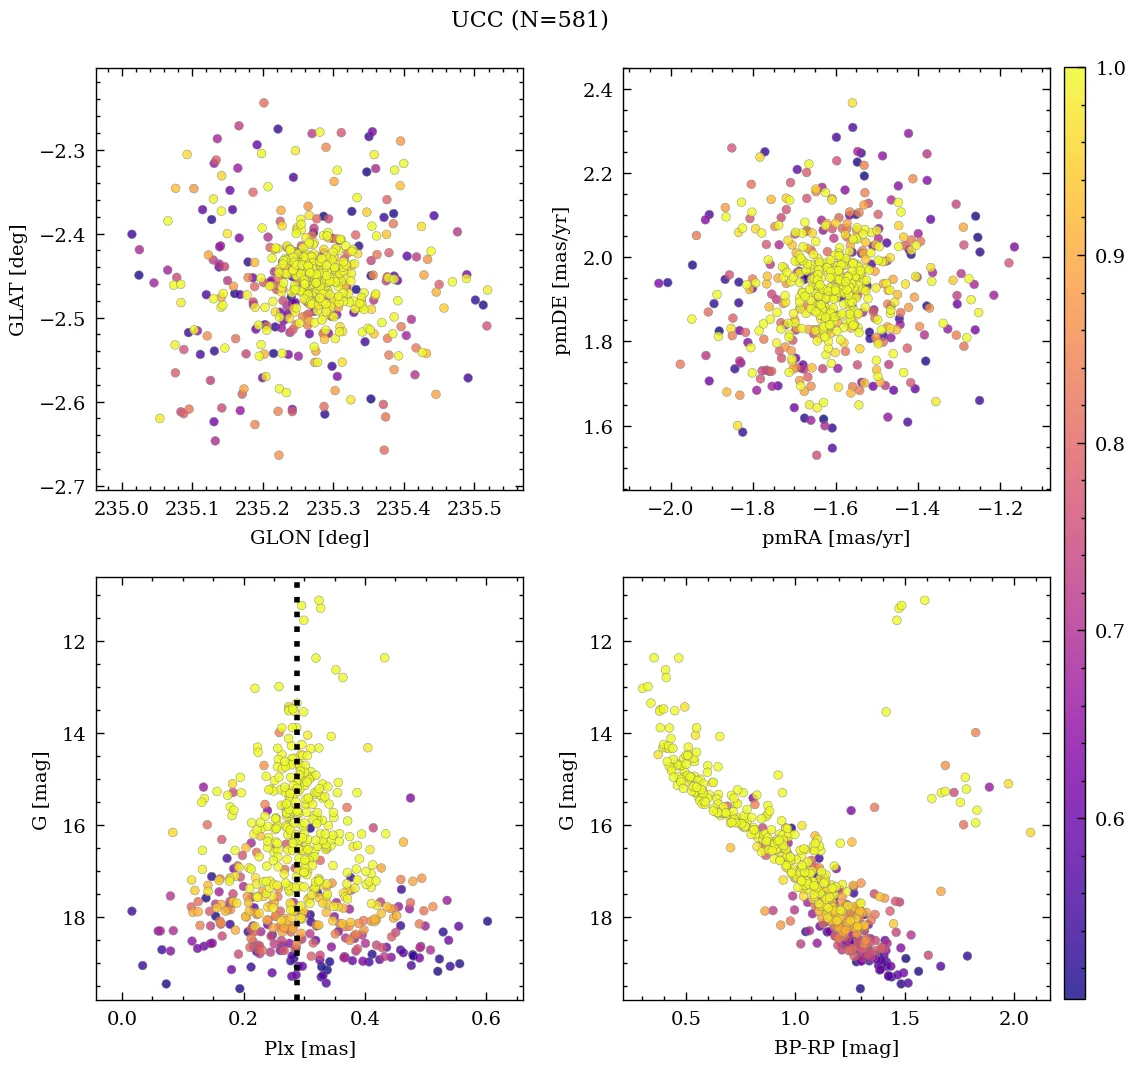 UCC (N=581)
−2.3
−2.4
−2.5
−2.6
−2.7
GLAT [deg]
235.0 235.1 235.2 235.3 235.4 235.5
GLON [deg]
2.4
2.2
2.0
1.8
1.6
pmDE [mas/yr]
−2.0 −1.8 −1.6 −1.4 −1.2
pmRA [mas/yr]
12
14
16
18
G [mag]
0.0 0.2 0.4 0.6
Plx [mas]
12
14
16
18
G [mag]
0.5 1.0 1.5 2.0
BP-RP [mag]
1.0
0.9
0.8
0.7
0.6